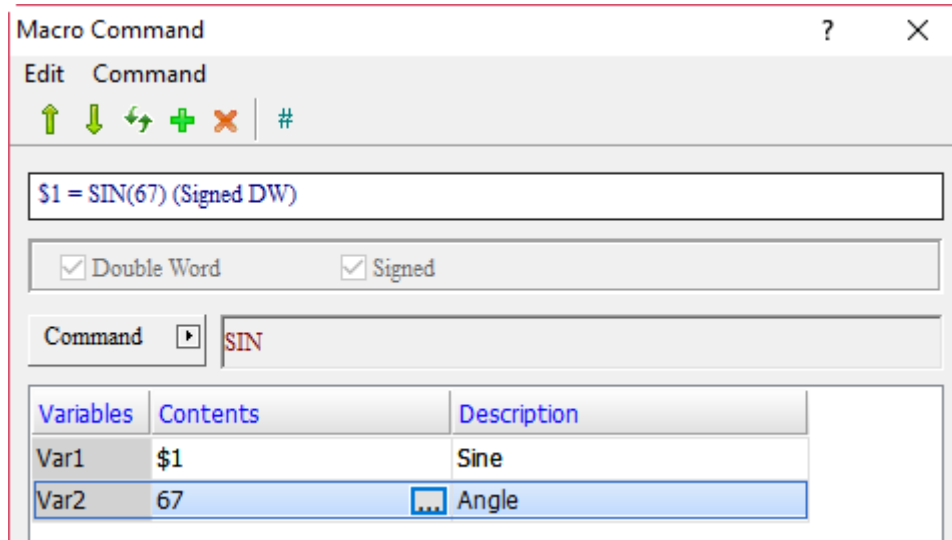 Macro Command ?
Edit Command
#
$1 = SIN(67) (Signed DW)
Double Word Signed
Command SIN
Variables Contents Description
Var1 $1 Sine
Var2 67 ... Angle